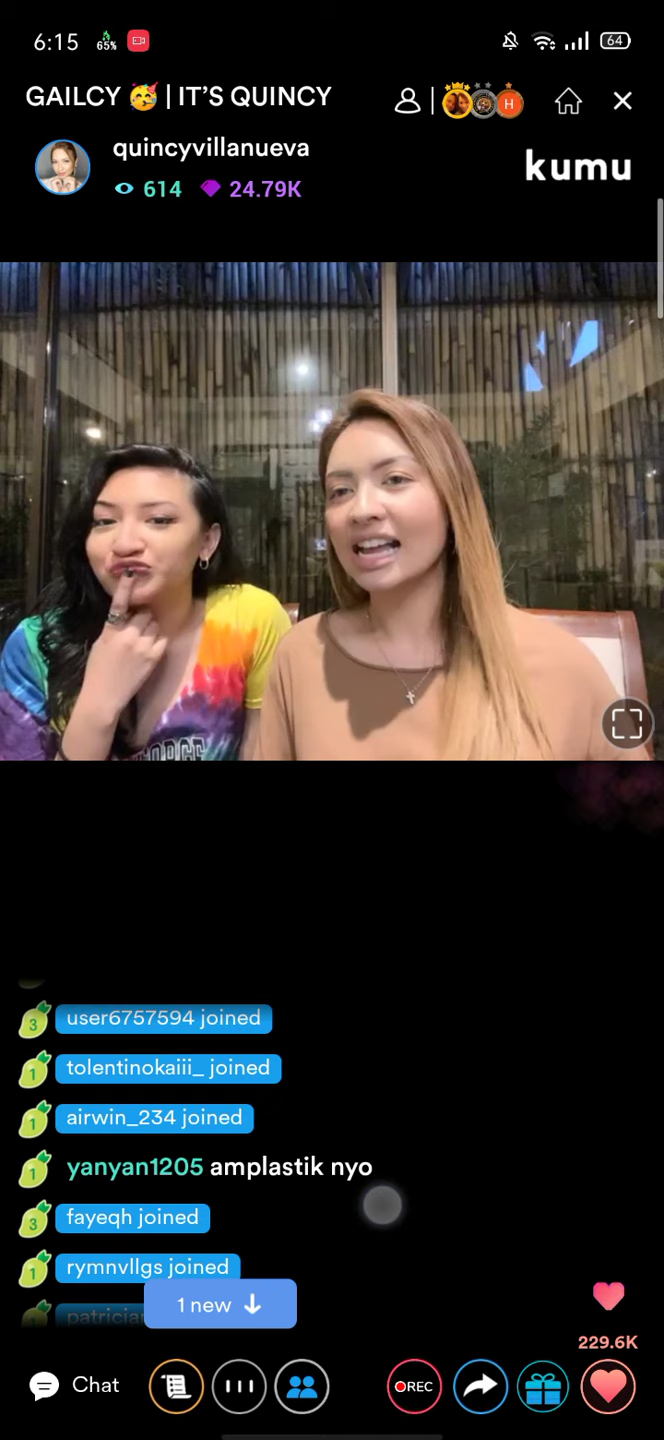 6:15
65%
64
GAILCY 🥳 | IT'S QUINCY
H
quincyvillanueva
614 24.79K
kumu
3 user6757594 joined
1 tolentinokaiii_ joined
1 airwin_234 joined
1 yanyan1205 amplastik nyo
3 fayeqh joined
1 rymnvllgs joined
1 new ↓
229.6K
Chat
REC